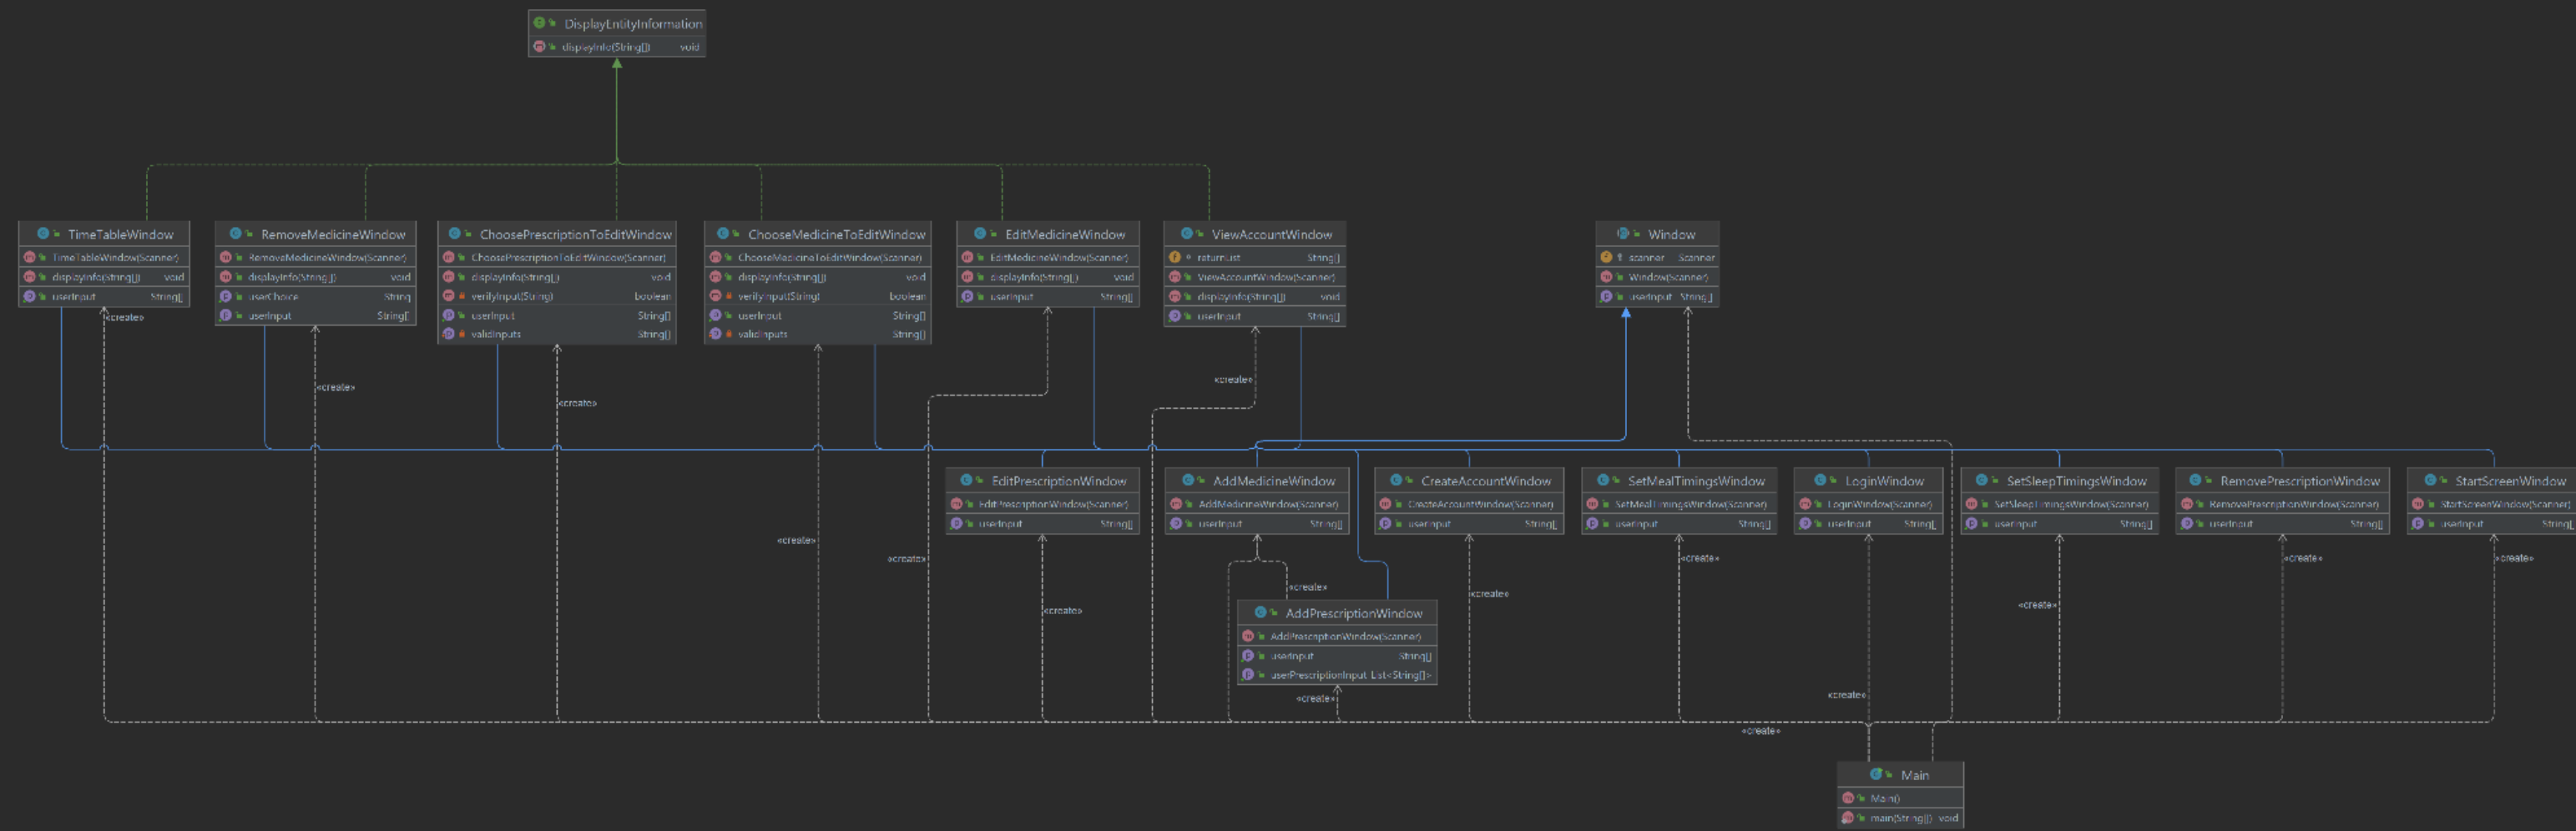 DisplayEntityInformation
displayInfo(String[]) void
TimeTableWindow
TimeTableWindow(Scanner)
displayInfo(String[]) void
userInput String[]
«create»
RemoveMedicineWindow
RemoveMedicineWindow(Scanner)
displayInfo(String[]) void
userChoice String
userInput String[]
«create»
ChoosePrescriptionToEditWindow
ChoosePrescriptionToEditWindow(Scanner)
displayInfo(String[]) void
verifyInput(String) boolean
userInput String[]
validInputs String[]
«create»
ChooseMedicineToEditWindow
ChooseMedicineToEditWindow(Scanner)
displayInfo(String[]) void
verifyInput(String) boolean
userInput String[]
validInputs String[]
«create»
EditMedicineWindow
EditMedicineWindow(Scanner)
displayInfo(String[]) void
userInput String[]
«create»
ViewAccountWindow
returnList String[]
ViewAccountWindow(Scanner)
displayInfo(String[]) void
userInput String[]
«create»
Window
scanner Scanner
Window(Scanner)
userInput String[]
EditPrescriptionWindow
EditPrescriptionWindow(Scanner)
userInput String[]
«create»
AddMedicineWindow
AddMedicineWindow(Scanner)
userInput String[]
«create»
CreateAccountWindow
CreateAccountWindow(Scanner)
userInput String[]
«create»
SetMealTimingsWindow
SetMealTimingsWindow(Scanner)
userInput String[]
«create»
LoginWindow
LoginWindow(Scanner)
userInput String[]
«create»
SetSleepTimingsWindow
SetSleepTimingsWindow(Scanner)
userInput String[]
«create»
RemovePrescriptionWindow
RemovePrescriptionWindow(Scanner)
userInput String[]
«create»
StartScreenWindow
StartScreenWindow(Scanner)
userInput String[]
«create»
AddPrescriptionWindow
AddPrescriptionWindow(Scanner)
userInput String[]
userPrescriptionInput List<String[]>
«create»
«create»
Main
Main()
main(String[]) void